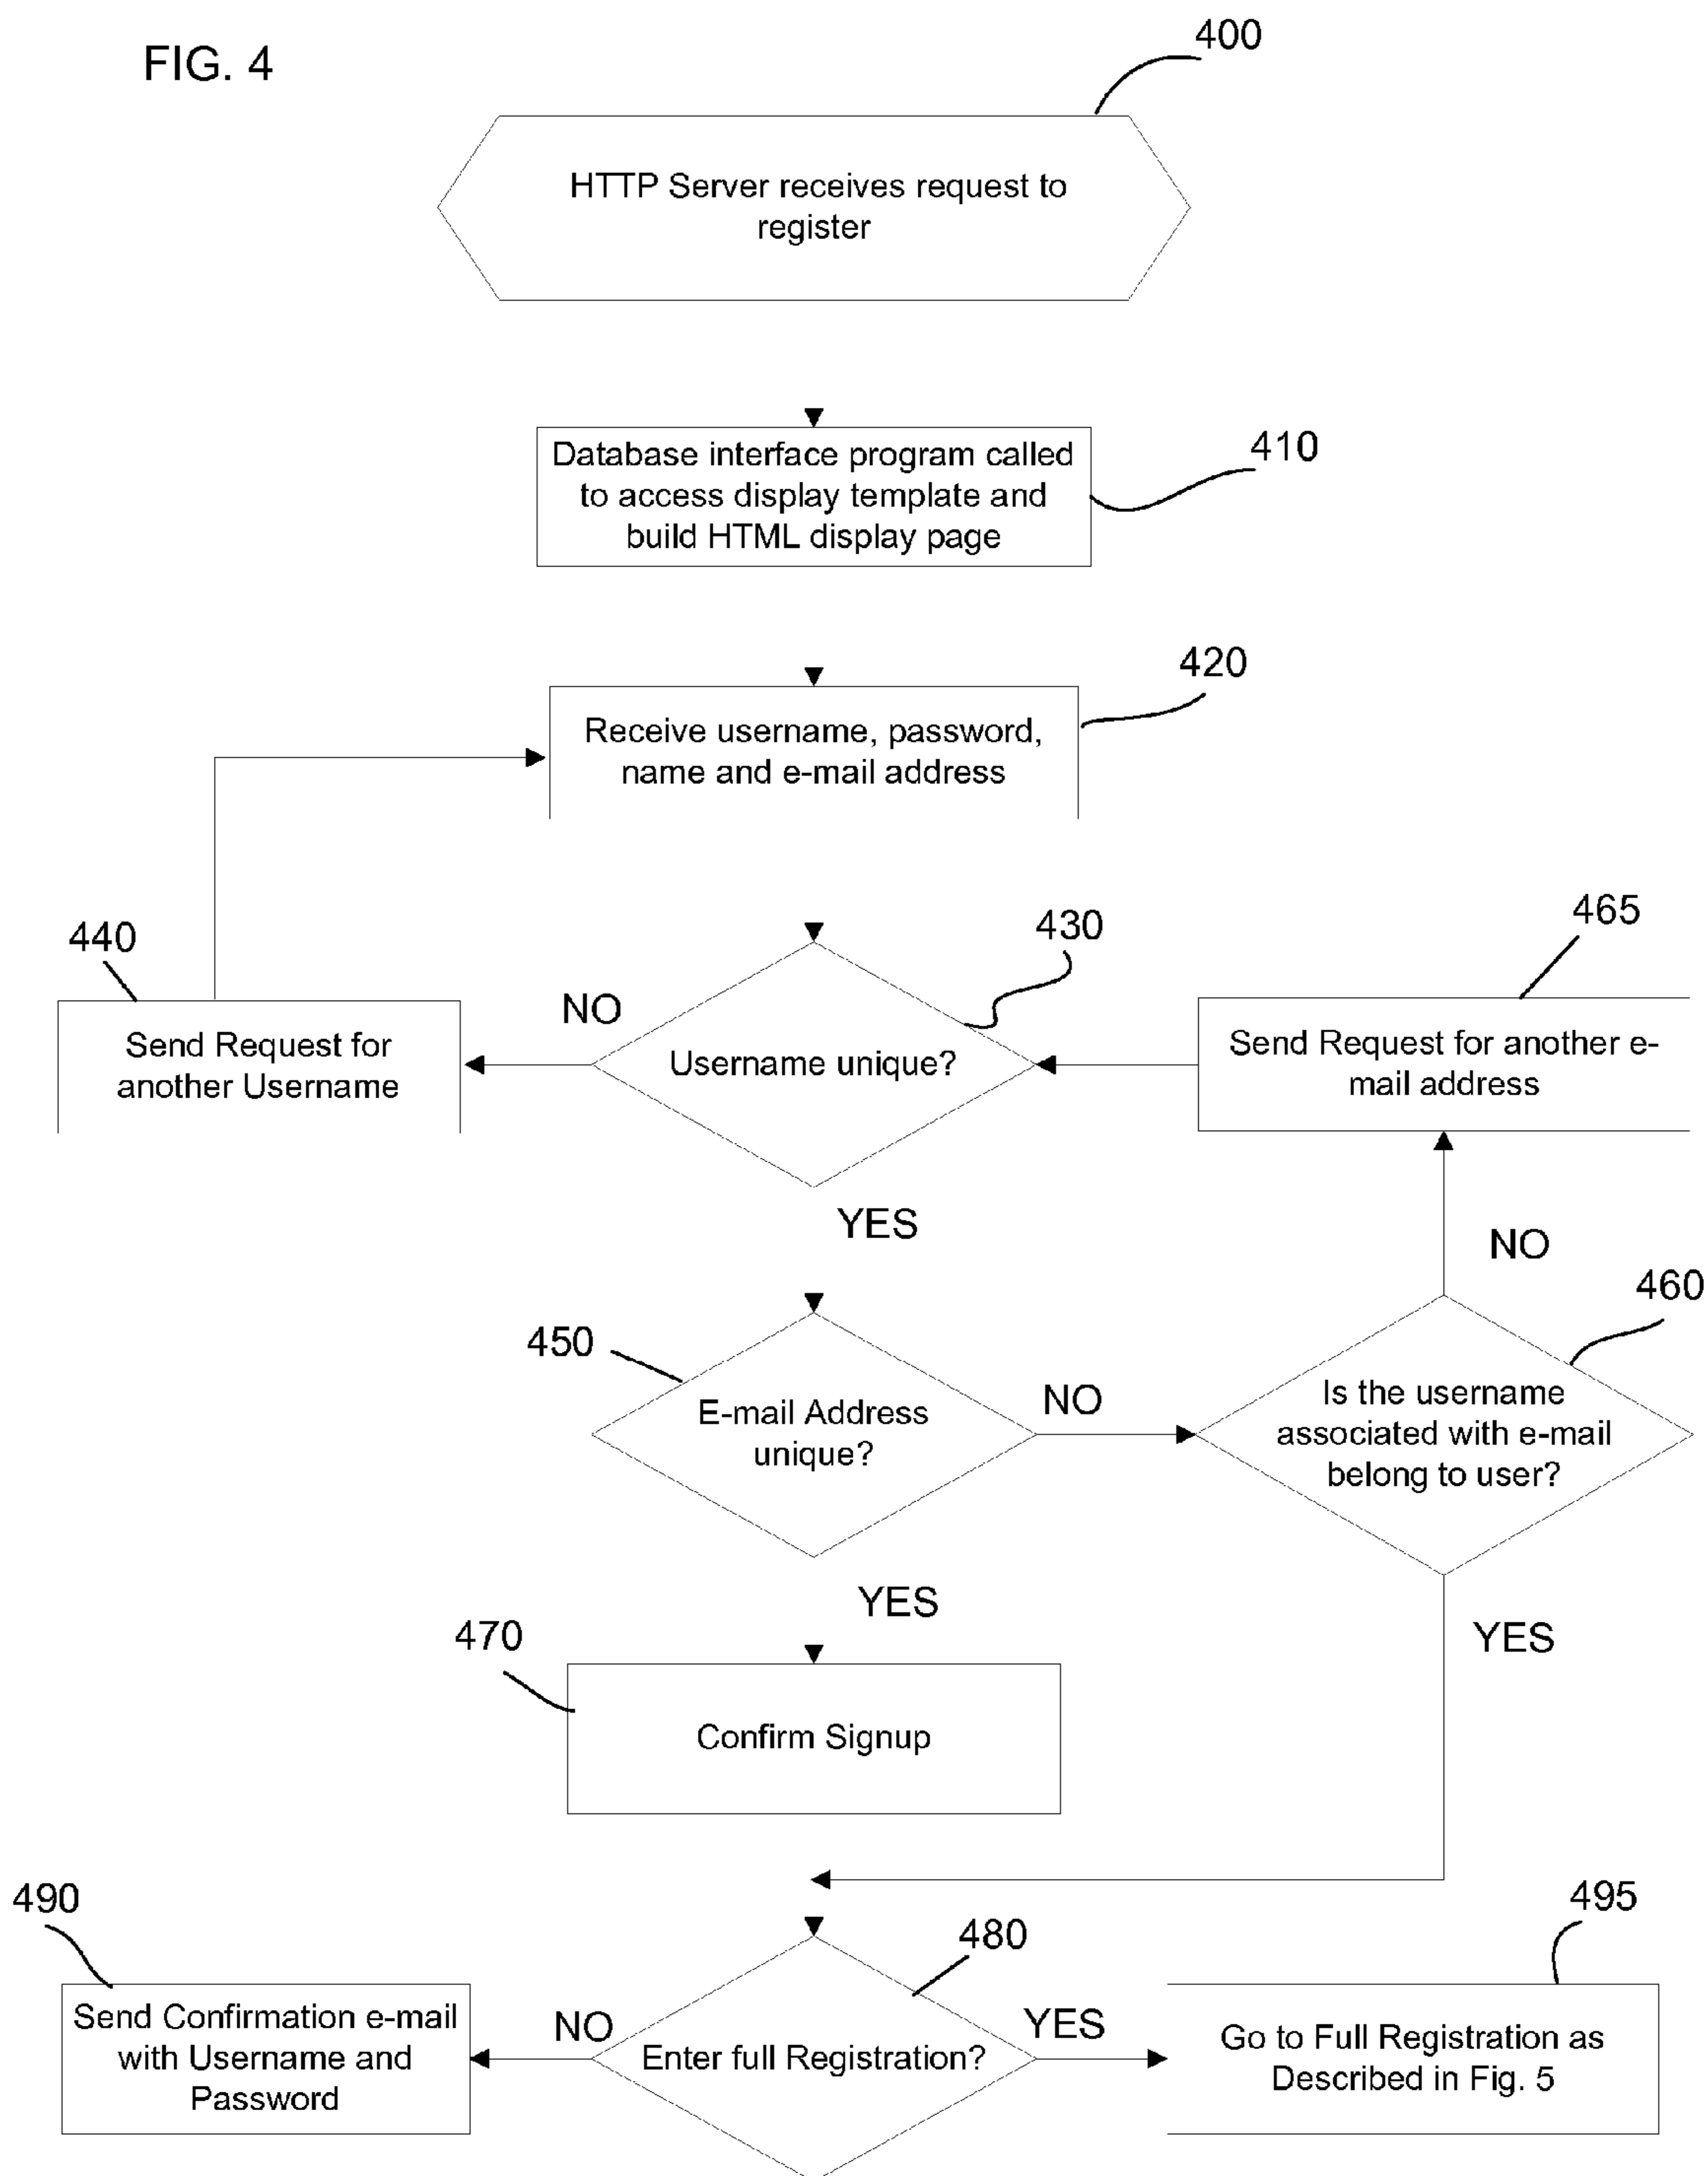 FIG. 4
400
HTTP Server receives request to
register
Database interface program called
to access display template and
build HTML display page
410
420
Receive username, password,
name and e-mail address
440
430
465
NO
Send Request for
another Username
Username unique?
Send Request for another e-
mail address
YES
NO
460
450
E-mail Address
unique?
NO
Is the username
associated with e-mail
belong to user?
YES
470
YES
Confirm Signup
490
495
480
Send Confirmation e-mail
with Username and
Password
NO
Enter full Registration?
YES
Go to Full Registration as
Described in Fig. 5